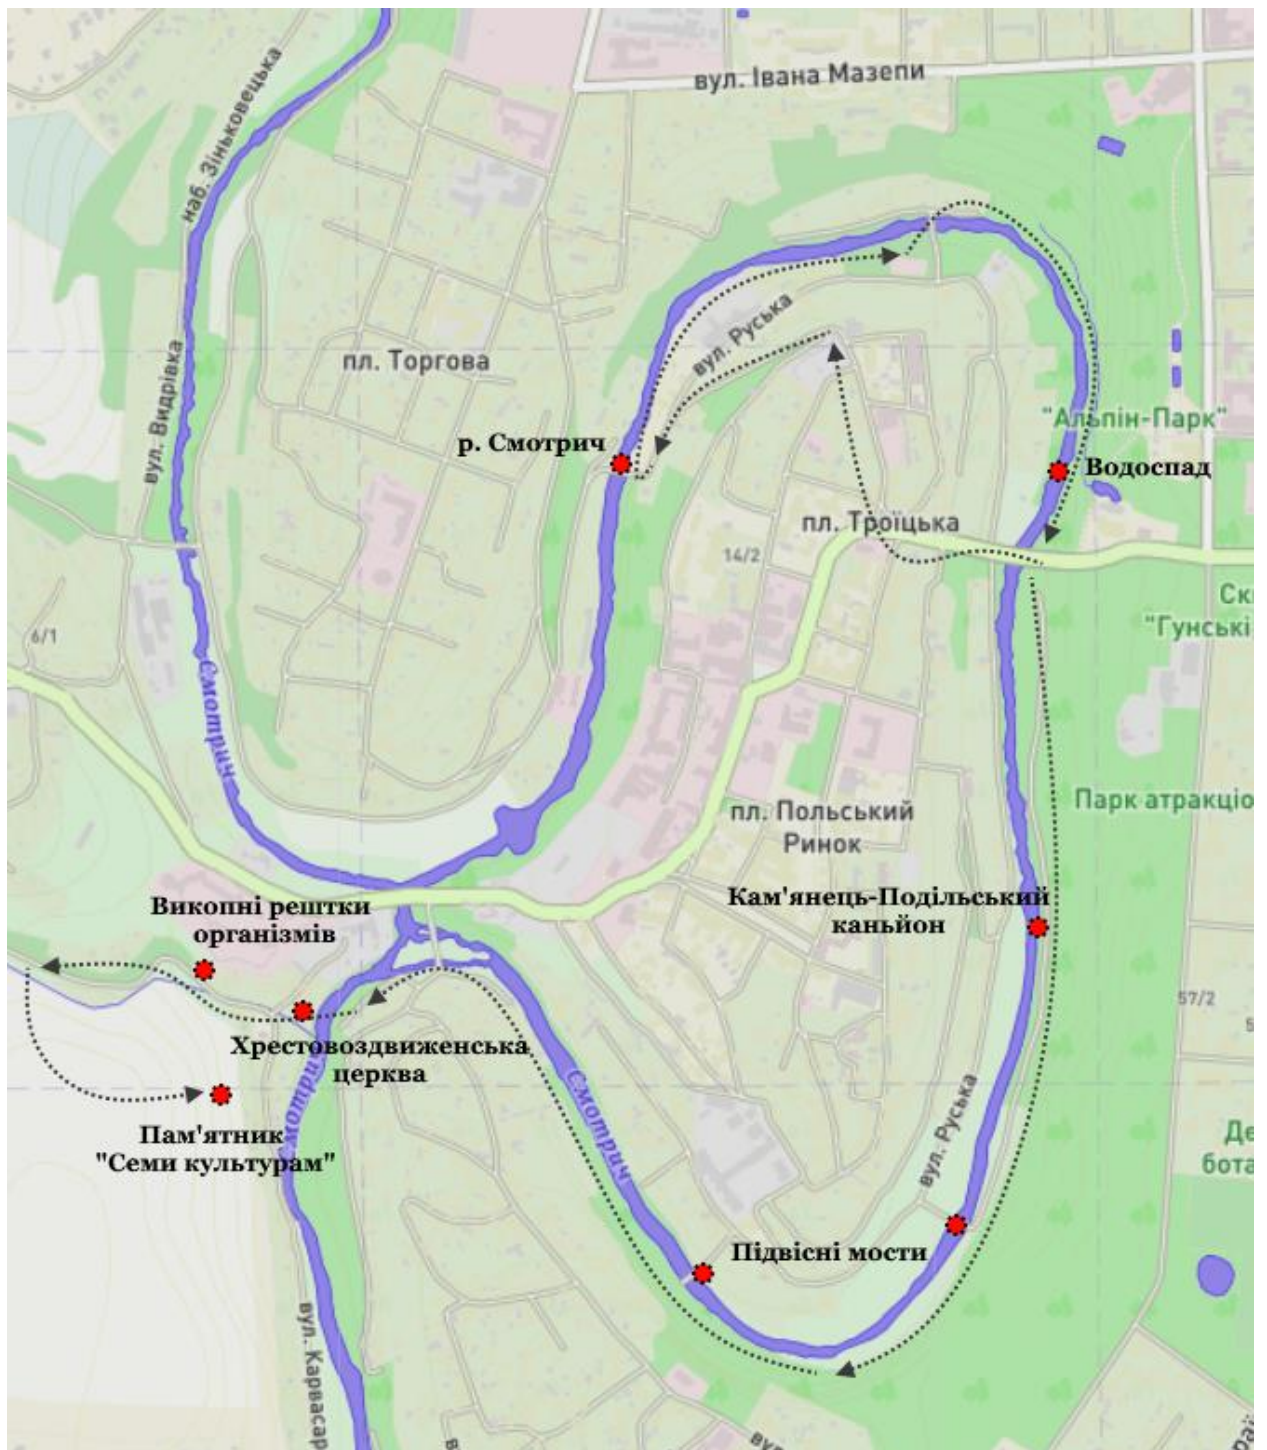 вул. Івана Мазепи
наб. Зіньковецька
вул. Руська
вул. Видрівка
пл. Торгова
"Альпін-Парк"
р. Смотрич
Водоспад
пл. Троїцька
14/2
6/1
"Гунські
Смотрич
Парк атракціо
пл. Польський
Ринок
Кам'янець-Подільський
каньйон
Викопні рештки
організмів
57/2
5
Хрестовоздвиженська
церква
Смотрич
Смотрич
вул. Руська
Пам'ятник
"Семи культурам"
бота
Підвісні мости
вул. Карвасар